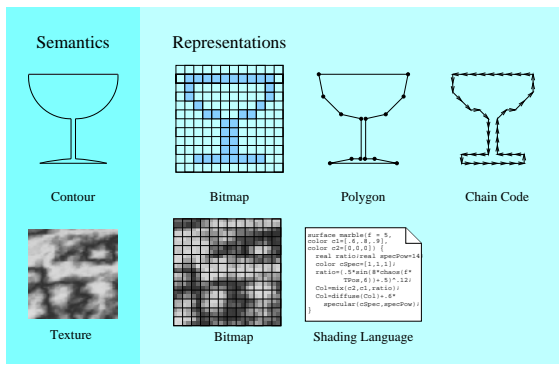 Semantics
Representations
Contour
Bitmap
Polygon
Chain Code
surface marble(f = 5,
color c1=[.6,.8,.9],
color c2=[0,0,0]) {
real ratio;real specPow=14
color cSpec=[1,1,1];
ratio=(.5*sin(8*chaos(f*
TPos,6))+.5)^.12;
Col=mix(c2,c1,ratio);
Col=diffuse(Col)+.6*
specular(cSpec,specPow);
}
Texture
Bitmap
Shading Language